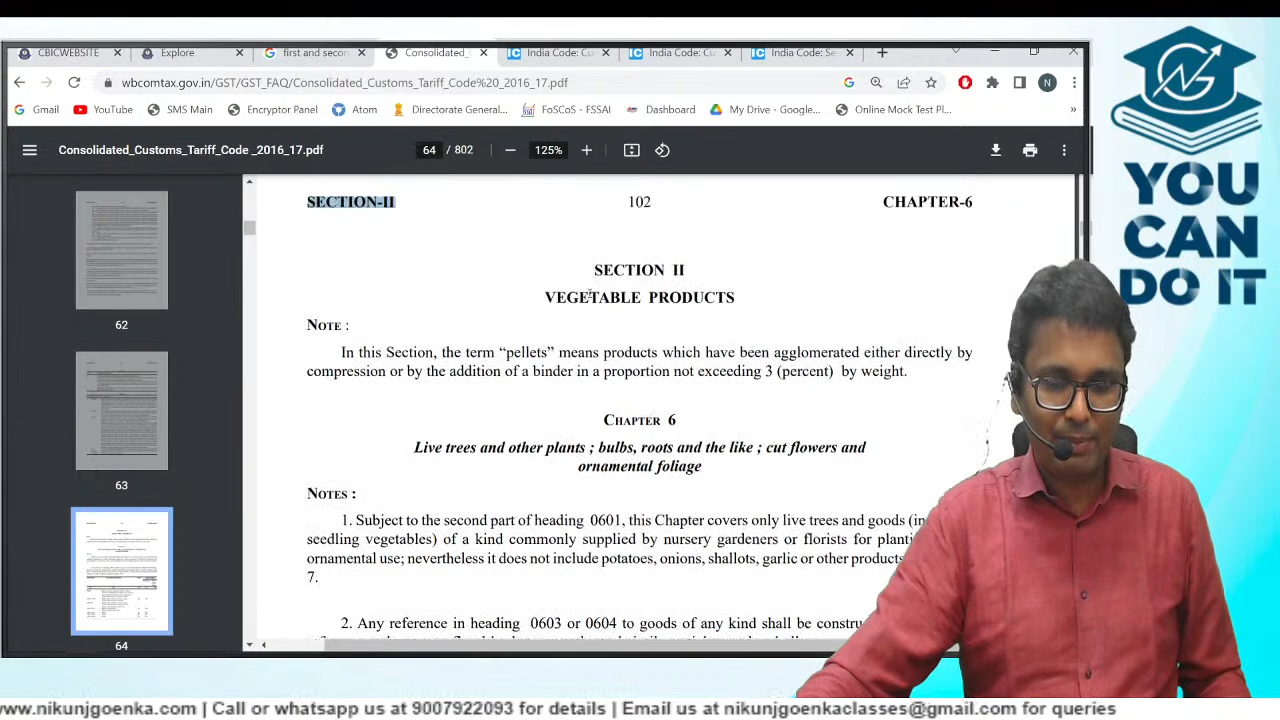 CBICWEBSITE
Explore
first and secon
Consolidated_
India Code: Cu
India Code: Cu
India Code: Se
wbcomtax.gov.in/GST/GST_FAQ/Consolidated_Customs_Tariff_Code%20_2016_17.pdf
N
Gmail
YouTube
SMS Main
Encryptor Panel
Atom
Directorate General...
FoSCoS - FSSAI
Dashboard
My Drive - Google...
Online Mock Test Pl...
»
Consolidated_Customs_Tariff_Code _2016_17.pdf
64 / 802
125%
62
63
64
SECTION-II 102 CHAPTER-6
SECTION II
VEGETABLE PRODUCTS
NOTE :
In this Section, the term “pellets” means products which have been agglomerated either directly by
compression or by the addition of a binder in a proportion not exceeding 3 (percent) by weight.
CHAPTER 6
Live trees and other plants ; bulbs, roots and the like ; cut flowers and
ornamental foliage
NOTES :
1. Subject to the second part of heading 0601, this Chapter covers only live trees and goods
seedling vegetables) of a kind commonly supplied by nursery gardeners or florists for
ornamental use; nevertheless it does not include potatoes, onions, shallots, garlic or other products
7.
2. Any reference in heading 0603 or 0604 to goods of any kind shall be
YOU
CAN
DO IT
www.nikunjgoenka.com | Call or whatsapp us at 9007922093 for details | Email us at nikunjgoenkaclasses@gmail.com for queries